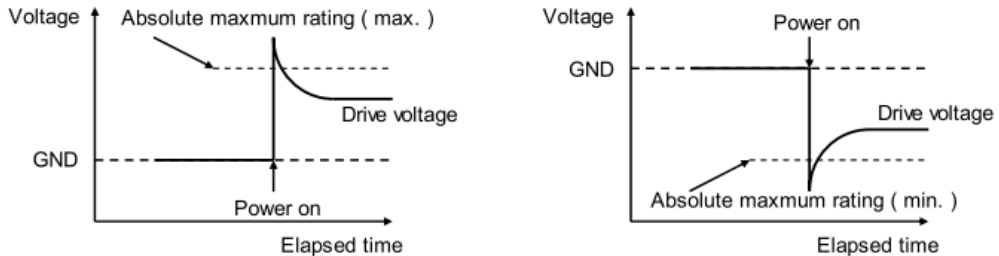 Voltage
Absolute maxmum rating ( max. )
Drive voltage
GND
Power on
Elapsed time
Voltage
Power on
GND
Drive voltage
Absolute maxmum rating ( min. )
Elapsed time